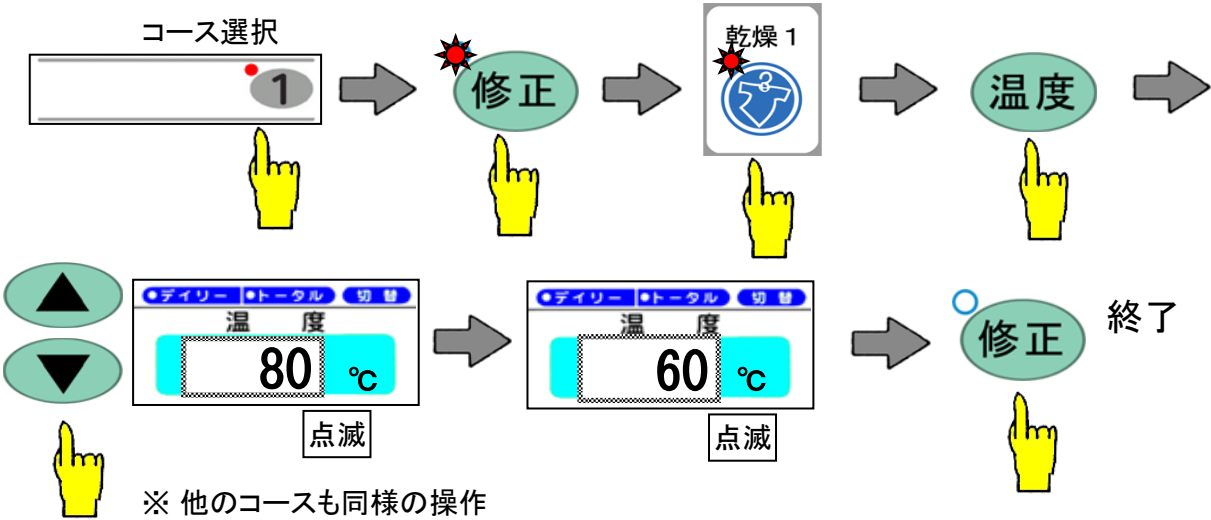 コース選択
1
修正
乾燥1
温度
▲
▼
●デイリー ●トータル 切替
温 度
80 ℃
点滅
●デイリー ●トータル 切替
温 度
60 ℃
点滅
修正
終了
※ 他のコースも同様の操作